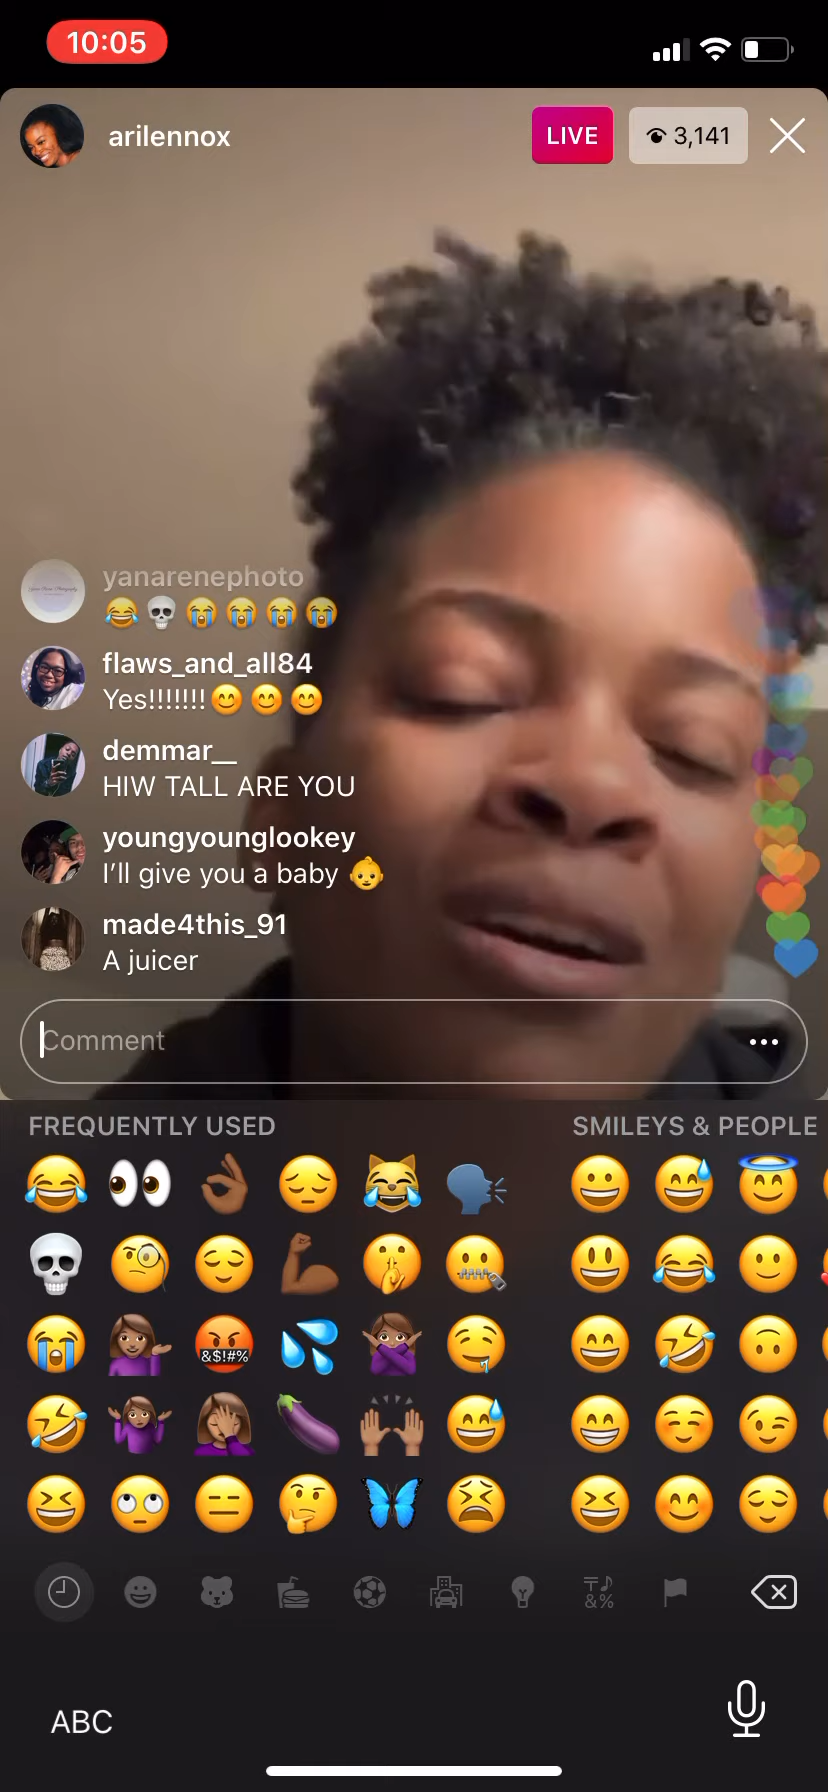 10:05
arilennox
LIVE
3,141
yanarenephoto
😂💀😭😭😭😭
flaws_and_all84
Yes!!!!!!!😊😊😊
demmar__
HIW TALL ARE YOU
youngyounglookey
I’ll give you a baby 👶
made4this_91
A juicer
Comment
FREQUENTLY USED
SMILEYS & PEOPLE
&$!#%
&%
ABC